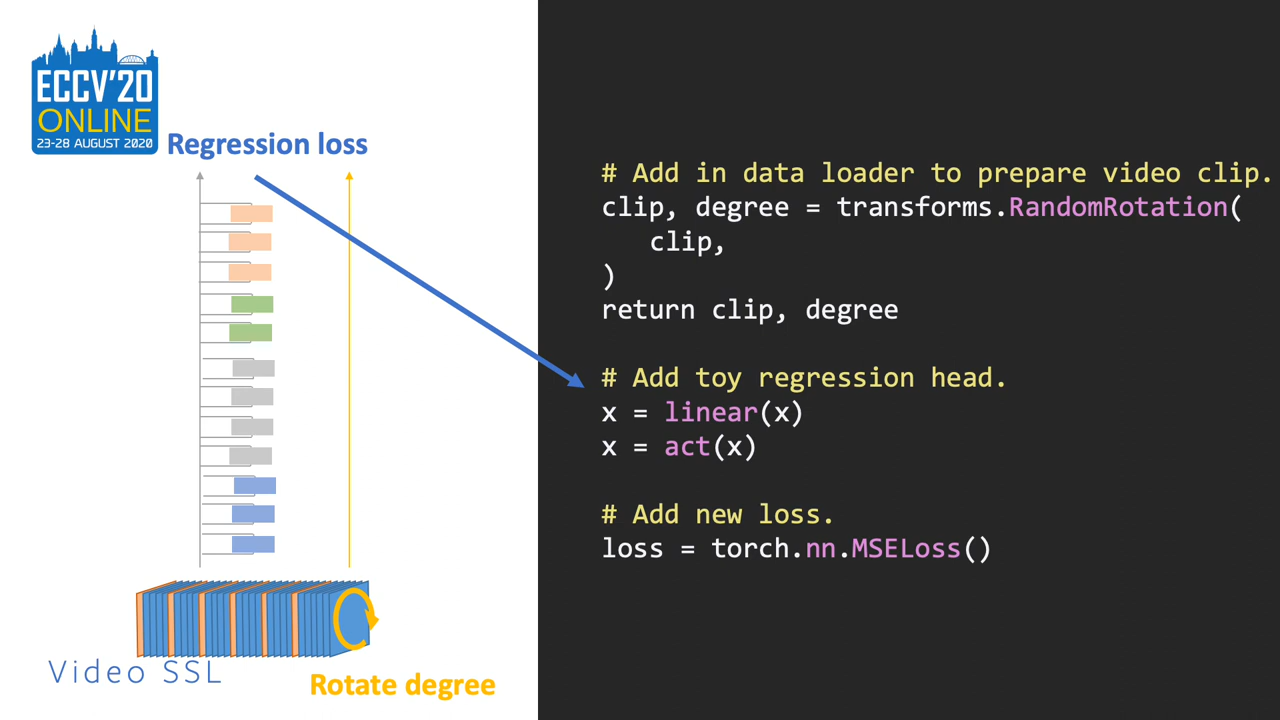 ECCV'20
ONLINE
23-28 AUGUST 2020
Regression loss
Video SSL
Rotate degree
# Add in data loader to prepare video clip.
clip, degree = transforms.RandomRotation(
clip,
)
return clip, degree
# Add toy regression head.
x = linear(x)
x = act(x)
# Add new loss.
loss = torch.nn.MSELoss()